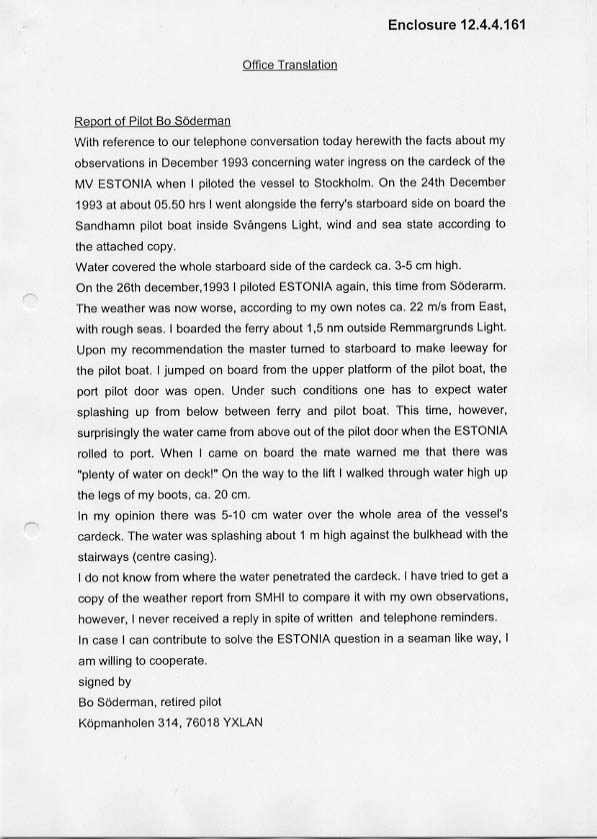 Enclosure 12.4.4.161
Office Translation
Report of Pilot Bo Söderman
With reference to our telephone conversation today herewith the facts about my
observations in December 1993 concerning water ingress on the cardeck of the
MV ESTONIA when I piloted the vessel to Stockholm. On the 24th December
1993 at about 05.50 hrs I went alongside the ferry's starboard side on board the
Sandhamn pilot boat inside Svångens Light, wind and sea state according to
the attached copy.
Water covered the whole starboard side of the cardeck ca. 3-5 cm high.
On the 26th december,1993 I piloted ESTONIA again, this time from Söderarm.
The weather was now worse, according to my own notes ca. 22 m/s from East,
with rough seas. I boarded the ferry about 1,5 nm outside Remmargrunds Light.
Upon my recommendation the master turned to starboard to make leeway for
the pilot boat. I jumped on board from the upper platform of the pilot boat, the
port pilot door was open. Under such conditions one has to expect water
splashing up from below between ferry and pilot boat. This time, however,
surprisingly the water came from above out of the pilot door when the ESTONIA
rolled to port. When I came on board the mate warned me that there was
"plenty of water on deck!" On the way to the lift I walked through water high up
the legs of my boots, ca. 20 cm.
In my opinion there was 5-10 cm water over the whole area of the vessel's
cardeck. The water was splashing about 1 m high against the bulkhead with the
stairways (centre casing).
I do not know from where the water penetrated the cardeck. I have tried to get a
copy of the weather report from SMHI to compare it with my own observations,
however, I never received a reply in spite of written and telephone reminders.
In case I can contribute to solve the ESTONIA question in a seaman like way, I
am willing to cooperate.
signed by
Bo Söderman, retired pilot
Köpmanholen 314, 76018 YXLAN